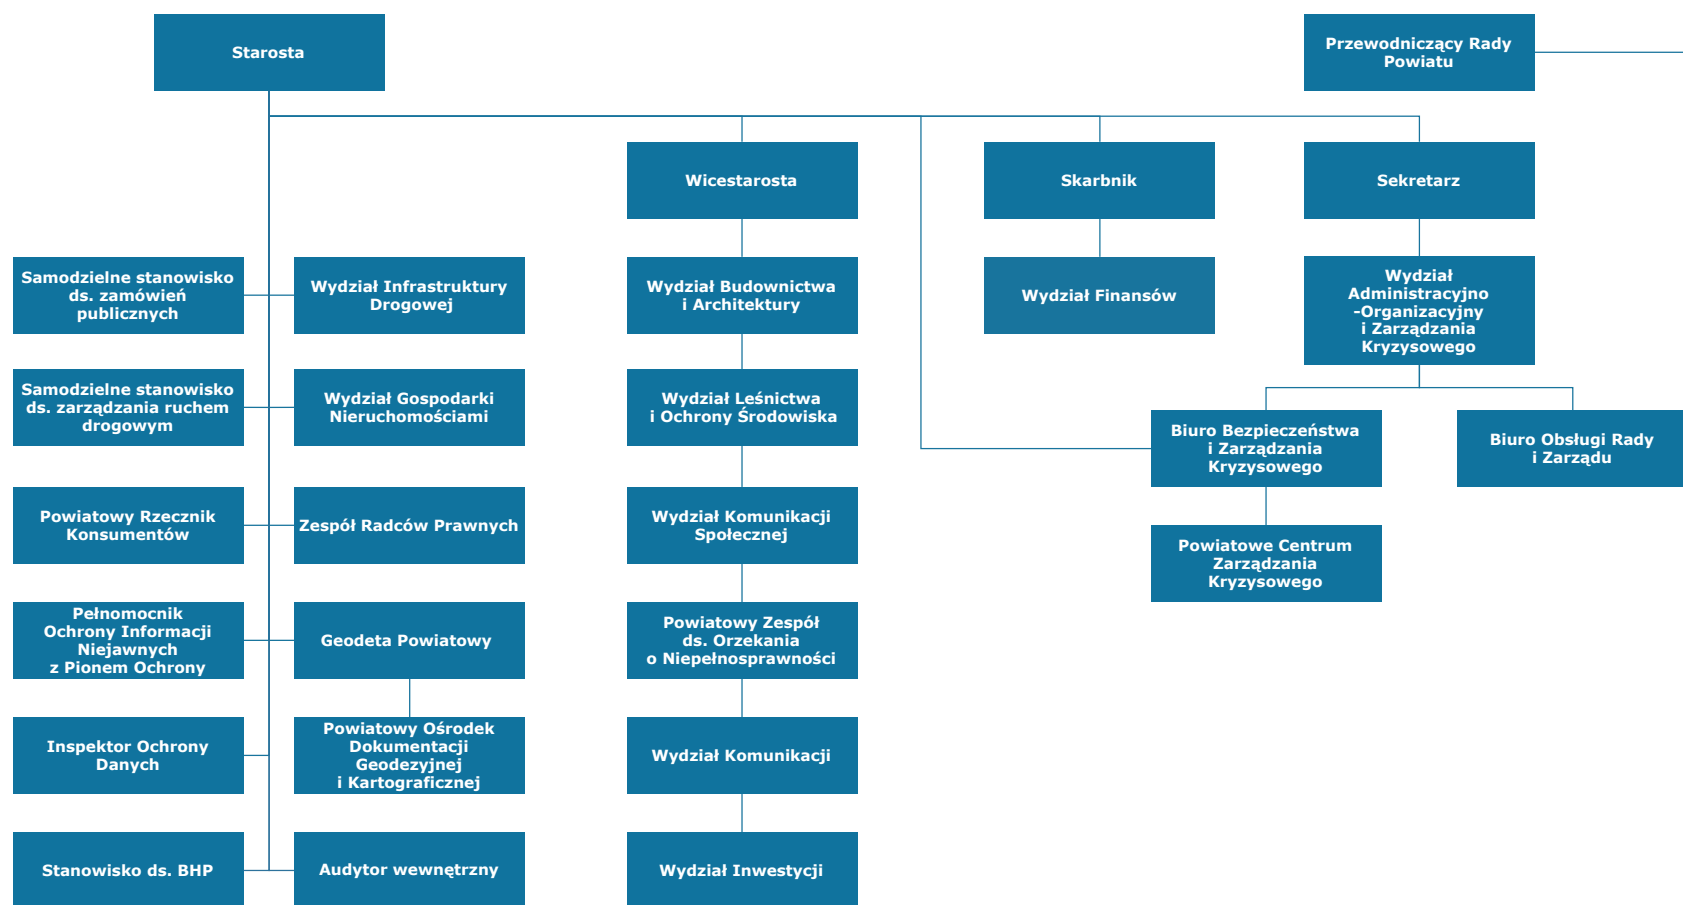 Starosta
Przewodniczący Rady
Powiatu
Wicestarosta
Skarbnik
Sekretarz
Samodzielne stanowisko
ds. zamówień
publicznych
Wydział Infrastruktury
Drogowej
Wydział Budownictwa
i Architektury
Wydział Finansów
Wydział
Administracyjno
–Organizacyjny
i Zarządzania
Kryzysowego
Samodzielne stanowisko
ds. zarządzania ruchem
drogowym
Wydział Gospodarki
Nieruchomościami
Wydział Leśnictwa
i Ochrony Środowiska
Biuro Bezpieczeństwa
i Zarządzania
Kryzysowego
Biuro Obsługi Rady
i Zarządu
Powiatowy Rzecznik
Konsumentów
Zespół Radców Prawnych
Wydział Komunikacji
Społecznej
Powiatowe Centrum
Zarządzania
Kryzysowego
Pełnomocnik
Ochrony Informacji
Niejawnych
z Pionem Ochrony
Geodeta Powiatowy
Powiatowy Zespół
ds. Orzekania
o Niepełnosprawności
Inspektor Ochrony
Danych
Powiatowy Ośrodek
Dokumentacji
Geodezyjnej
i Kartograficznej
Wydział Komunikacji
Stanowisko ds. BHP
Audytor wewnętrzny
Wydział Inwestycji